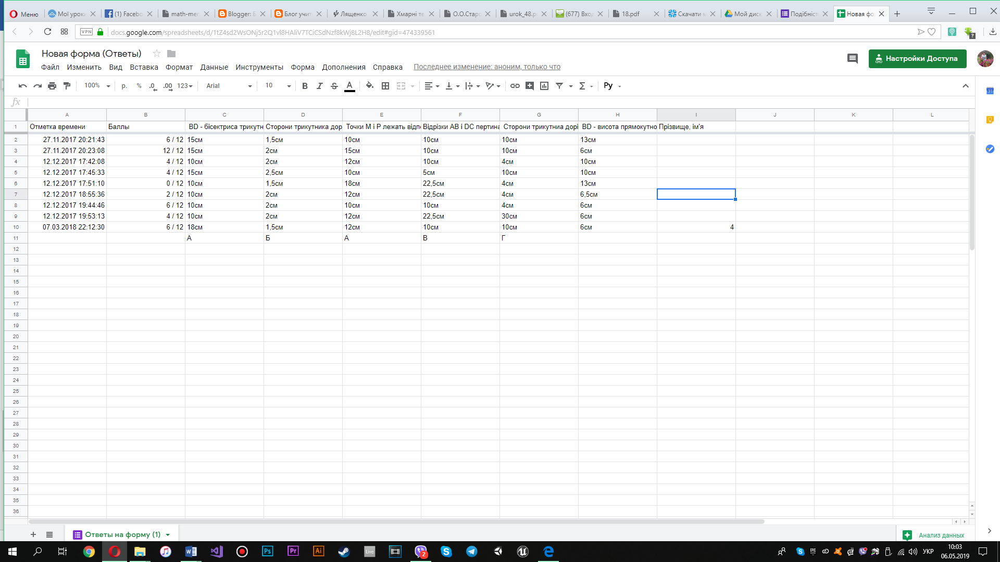 Меню Мої уроки (1) Facebo math-mer Blogger: Б Блог учит Лященко Хмарні те О.О.Старо urok_48.p (677) Вход 18.pdf Скачати м Мой диск Подібніст Новая фо
VPN docs.google.com/spreadsheets/d/1tZ4sd2WsONj5r2Q1vl8HAliV7TCiCSdNzf8kWj8L2H8/edit#gid=474339561
Новая форма (Ответы)
Файл Изменить Вид Вставка Формат Данные Инструменты Форма Дополнения Справка Последнее изменение: аноним, только что
Настройки Доступа
100% р. % .0 .00 123 Arial 10 B I S A Σ Ру
fx
A B C D E F G H I J K L
1 Отметка времени Баллы BD - бісектриса трикутн Сторони трикутника дор Точки М і Р лежать відпо Відрізки АВ і DC пертина Сторони трикутниа дорі BD - висота прямокутно Прізвище, ім'я
2 27.11.2017 20:21:43 6 / 12 15см 1,5см 10см 10см 10см 13см
3 27.11.2017 20:23:08 12 / 12 15см 2см 15см 10см 10см 6см
4 12.12.2017 17:42:08 4 / 12 10см 2см 12см 10см 4см 10см
5 12.12.2017 17:45:33 4 / 12 15см 2,5см 10см 5см 10см 10см
6 12.12.2017 17:51:10 0 / 12 10см 1,5см 18см 22,5см 4см 13см
7 12.12.2017 18:55:36 2 / 12 10см 2см 12см 22,5см 4см 6,5см
8 12.12.2017 19:44:46 6 / 12 10см 2см 10см 10см 4см 6см
9 12.12.2017 19:53:13 4 / 12 10см 2см 12см 22,5см 30см 6см
10 07.03.2018 22:12:30 6 / 12 18см 1,5см 12см 10см 10см 6см 4
11 А Б А В Г
12
13
14
15
16
17
18
19
20
21
22
23
24
25
26
27
28
29
30
31
32
33
34
35
36
Ответы на форму (1)
Анализ данных
Ps Pr Ai Live 2 УКР 10:03
06.05.2019